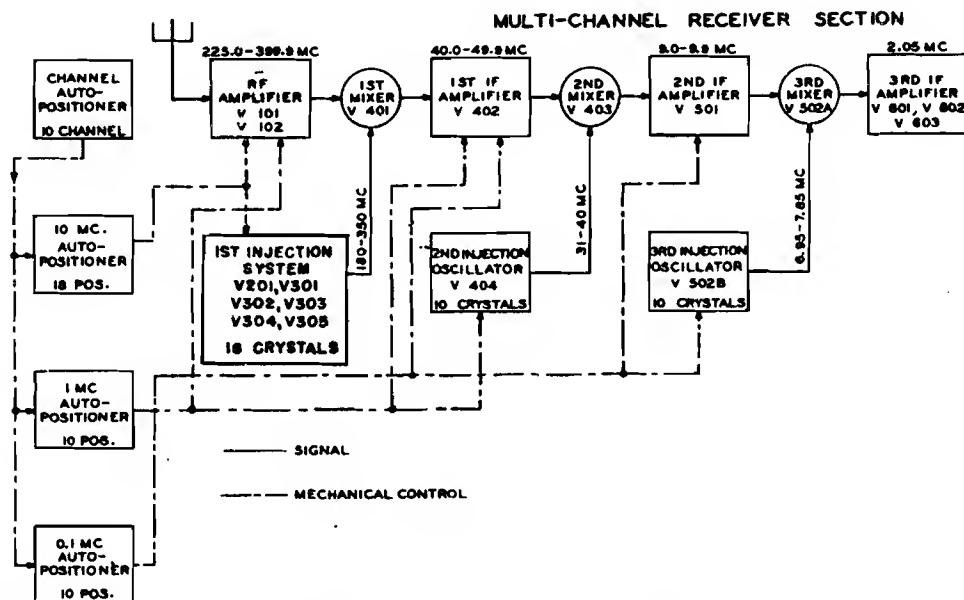 MULTI-CHANNEL RECEIVER SECTION
CHANNEL
AUTO-
POSITIONER
10 CHANNEL
225.0-399.9 MC
RF
AMPLIFIER
V 101
V 102
1ST
MIXER
V 401
40.0-49.9 MC
1ST IF
AMPLIFIER
V 402
2ND
MIXER
V 403
9.0-9.9 MC
2ND IF
AMPLIFIER
V 501
3RD
MIXER
V 502A
2.05 MC
3RD IF
AMPLIFIER
V 601, V 602
V 603
10 MC.
AUTO-
POSITIONER
18 POS.
1ST INJECTION
SYSTEM
V201,V301
V302,V303
V304,V305
18 CRYSTALS
180-350 MC
2ND INJECTION
OSCILLATOR
V 404
10 CRYSTALS
31-40 MC
3RD INJECTION
OSCILLATOR
V 502B
10 CRYSTALS
6.95-7.85 MC
1 MC
AUTO-
POSITIONER
10 POS.
SIGNAL
MECHANICAL CONTROL
0.1 MC
AUTO-
POSITIONER
10 POS.